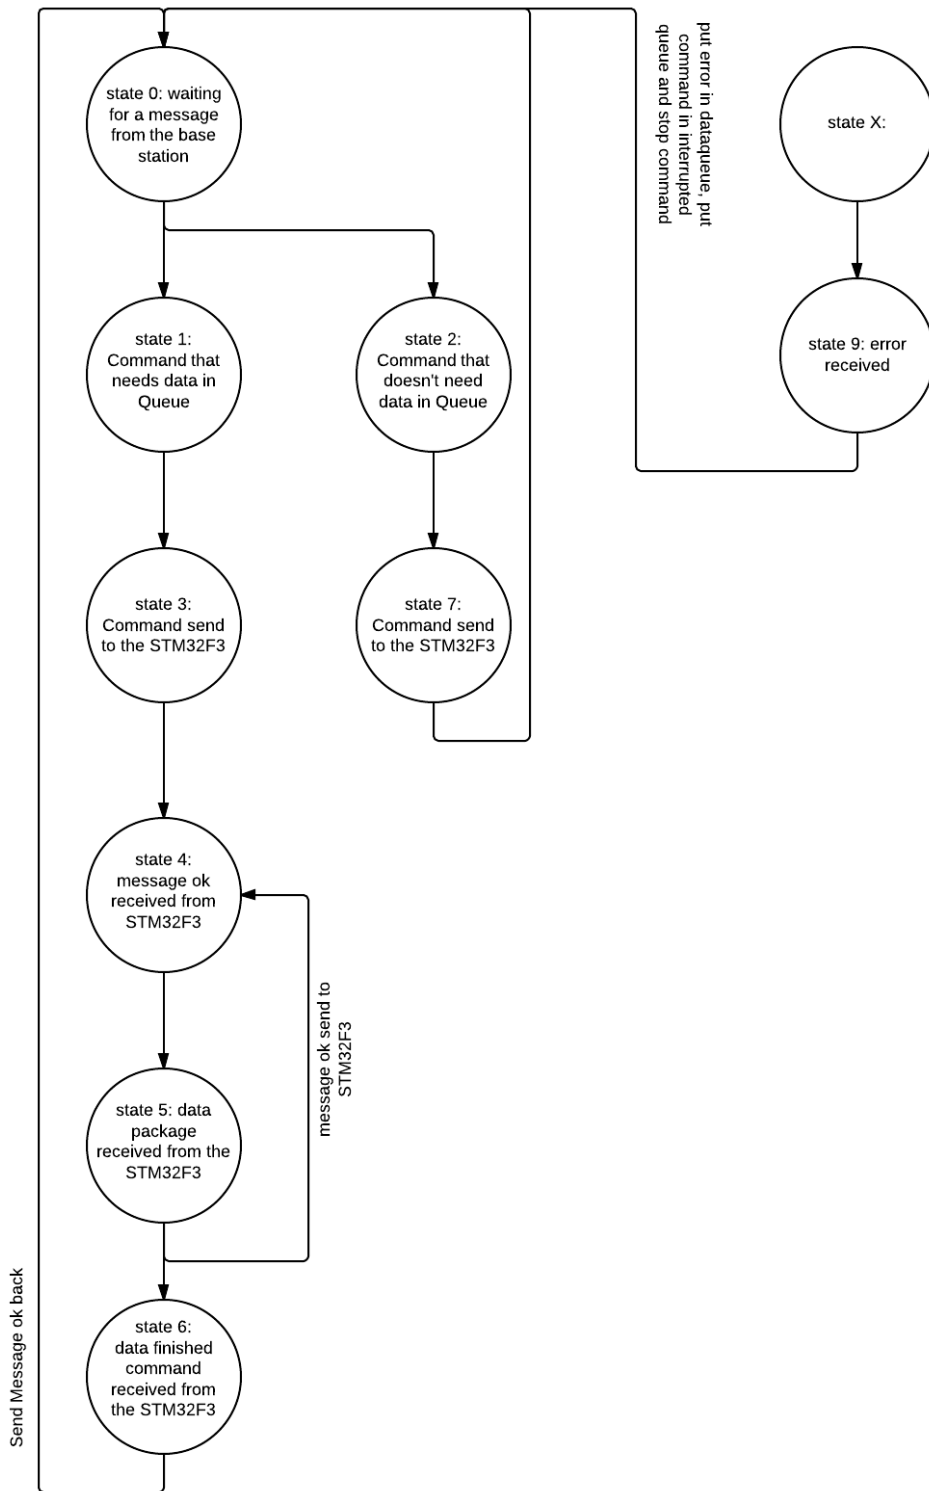 state 0: waiting
for a message
from the base
station
put error in dataqueue, put
command in interrupted
queue and stop command
state X:
state 1:
Command that
needs data in
Queue
state 2:
Command that
doesn't need
data in Queue
state 9: error
received
state 3:
Command send
to the STM32F3
state 7:
Command send
to the STM32F3
state 4:
message ok
received from
STM32F3
message ok send to
STM32F3
state 5: data
package
received from the
STM32F3
state 6:
data finished
command
received from
the STM32F3
Send Message ok back